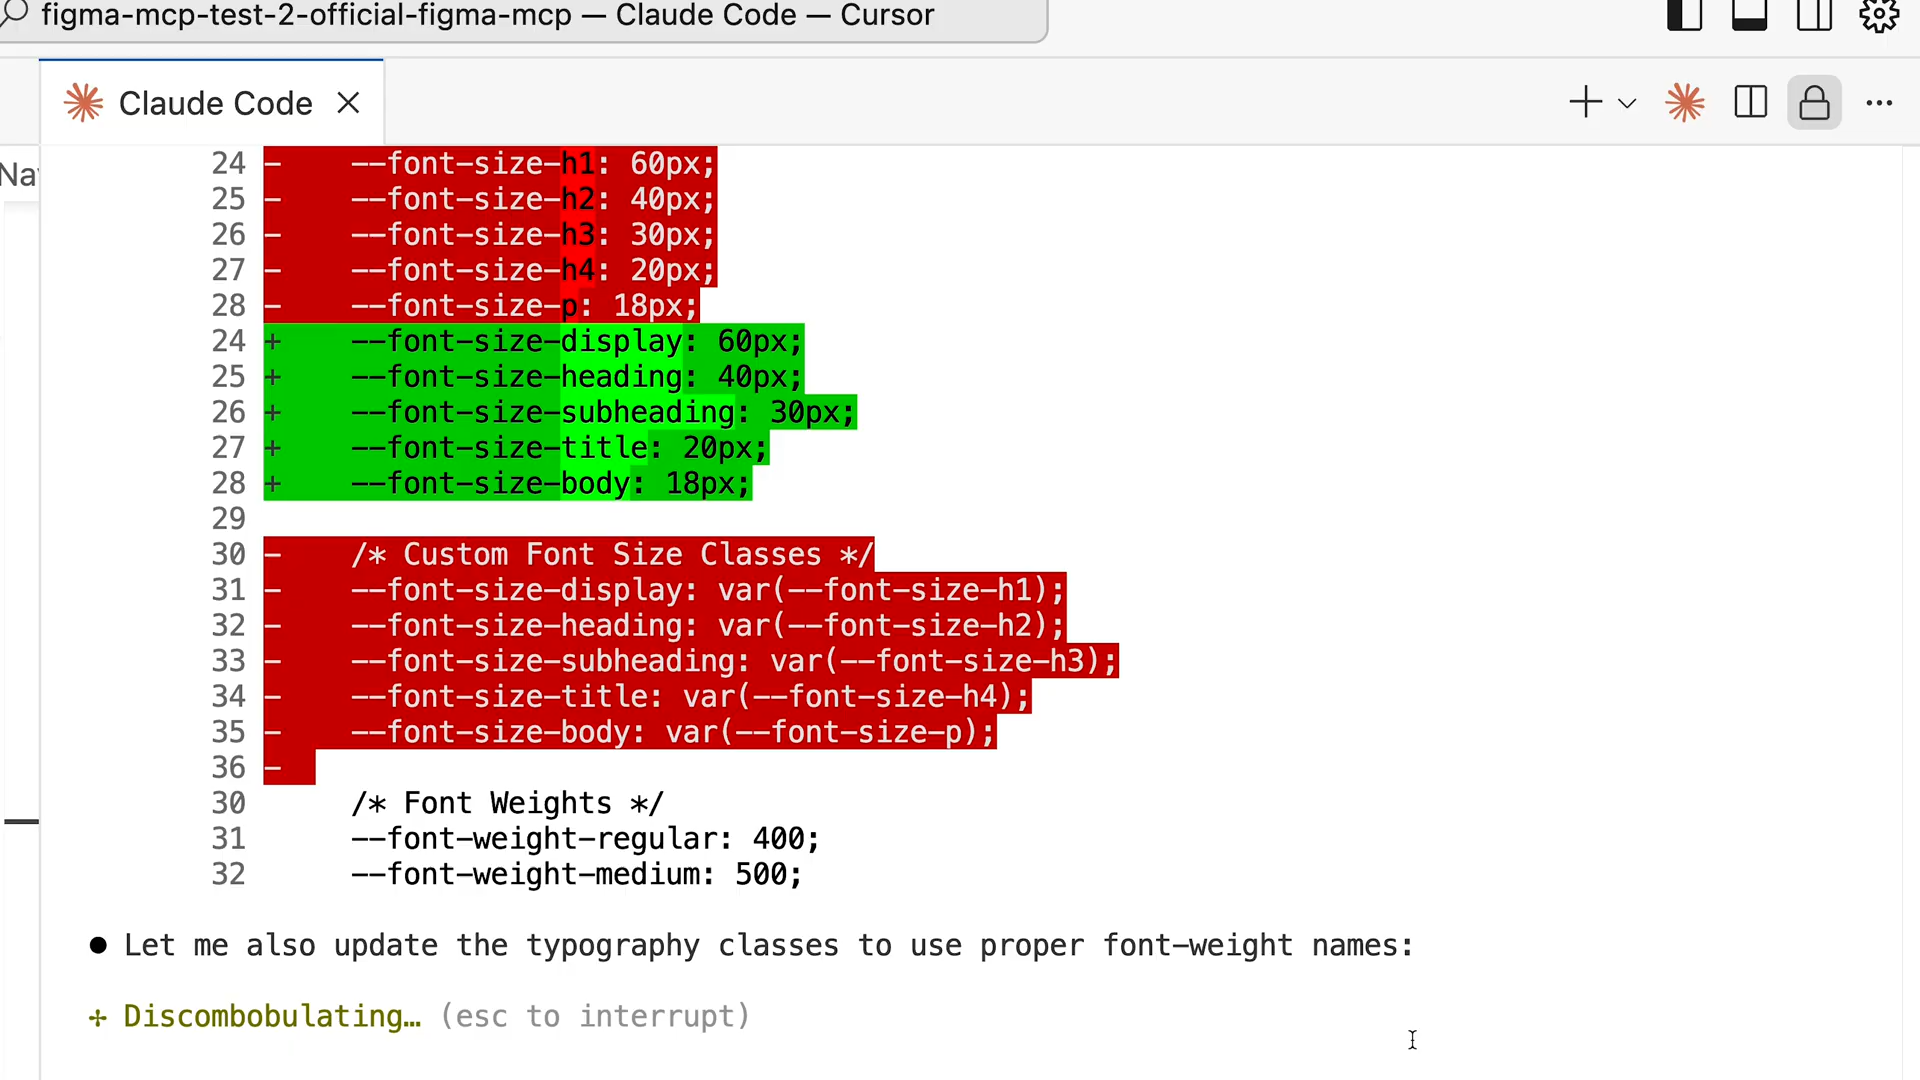 figma-mcp-test-2-official-figma-mcp — Claude Code — Cursor
Claude Code
24 -     --font-size-h1: 60px;
25 -     --font-size-h2: 40px;
26 -     --font-size-h3: 30px;
27 -     --font-size-h4: 20px;
28 -     --font-size-p: 18px;
24 +     --font-size-display: 60px;
25 +     --font-size-heading: 40px;
26 +     --font-size-subheading: 30px;
27 +     --font-size-title: 20px;
28 +     --font-size-body: 18px;
29
30 -     /* Custom Font Size Classes */
31 -     --font-size-display: var(--font-size-h1);
32 -     --font-size-heading: var(--font-size-h2);
33 -     --font-size-subheading: var(--font-size-h3);
34 -     --font-size-title: var(--font-size-h4);
35 -     --font-size-body: var(--font-size-p);
36 -
30       /* Font Weights */
31       --font-weight-regular: 400;
32       --font-weight-medium: 500;
● Let me also update the typography classes to use proper font-weight names:
✢ Discombobulating… (esc to interrupt)